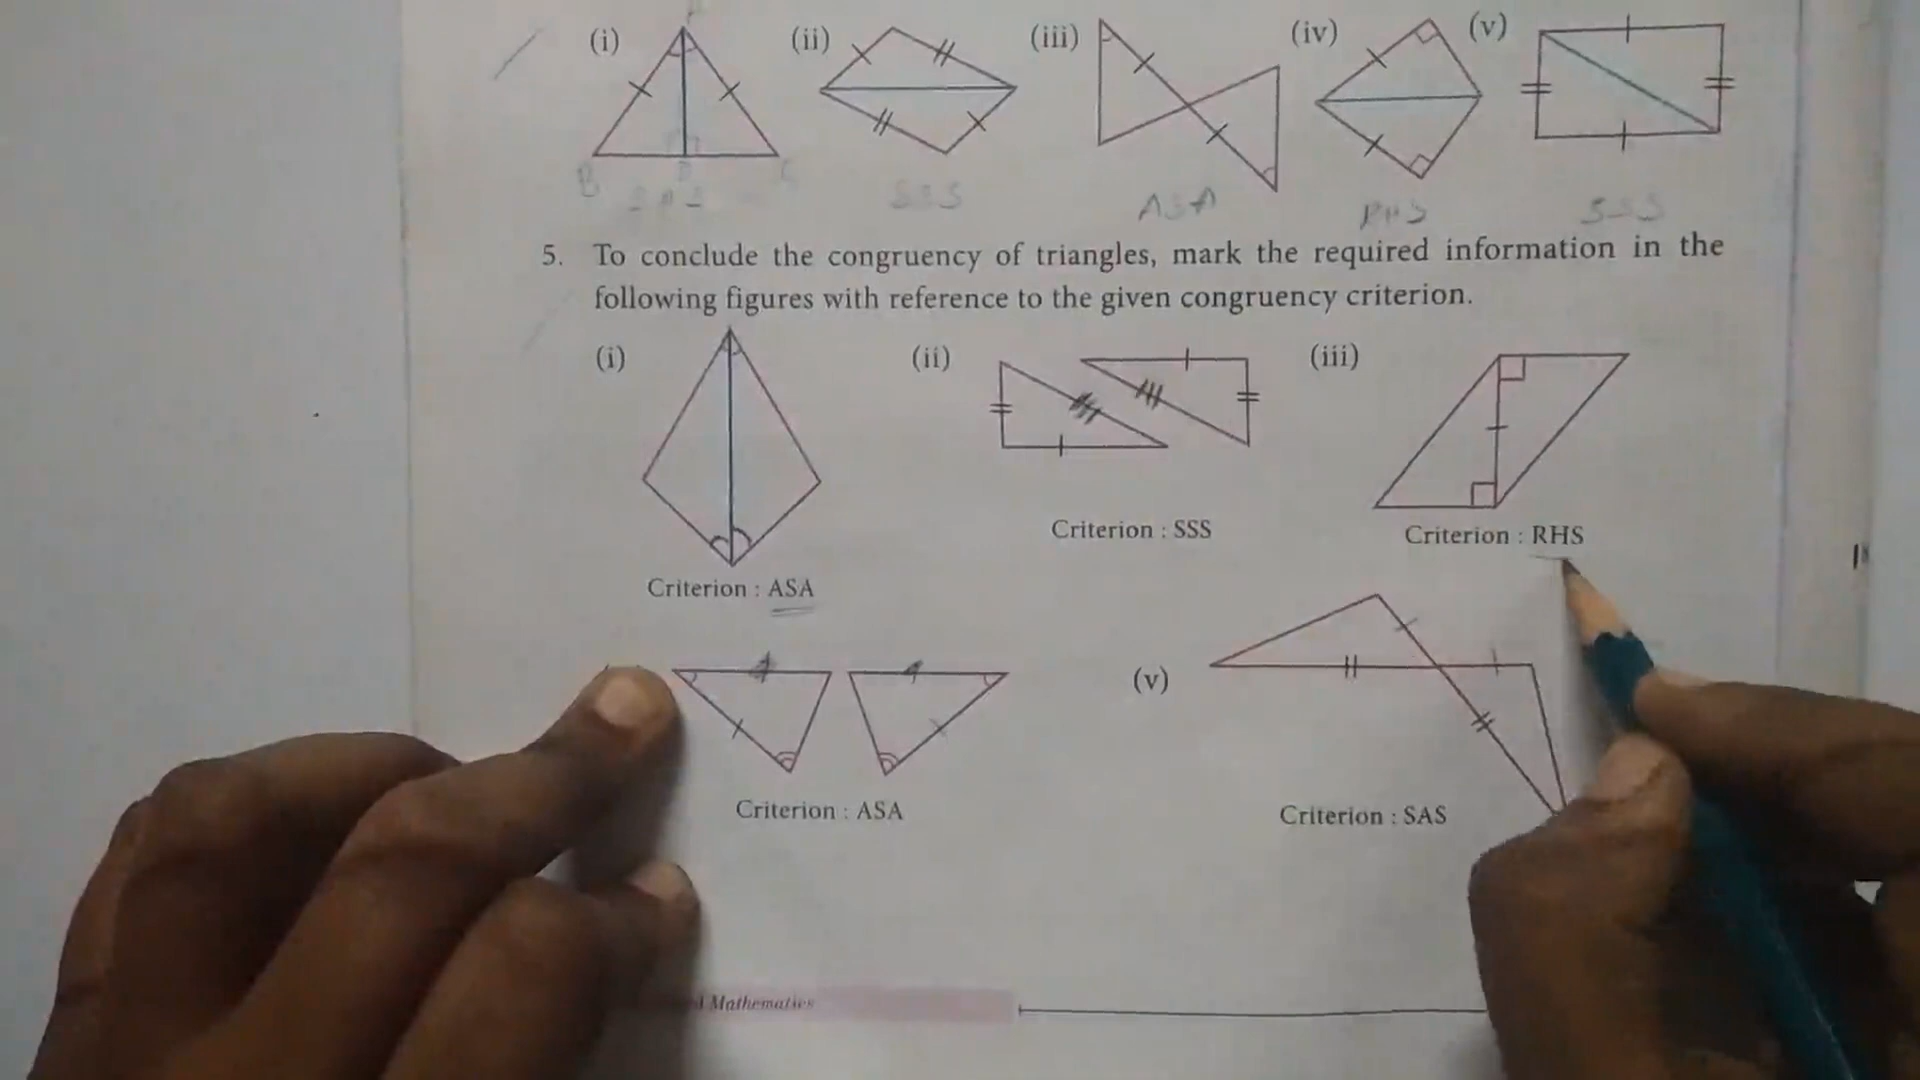 (i) (ii) (iii) (iv) (v)
B D C
SAS SSS ASA RHS SSS
5. To conclude the congruency of triangles, mark the required information in the
following figures with reference to the given congruency criterion.
(i) (ii) (iii)
Criterion : SSS
Criterion : RHS
Criterion : ASA
(v)
Criterion : ASA
Criterion : SAS
Mathematics